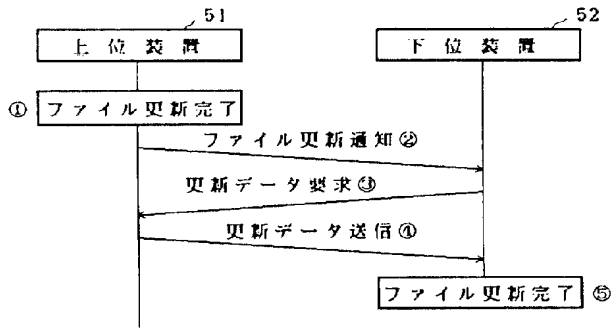 51
52
上位装置
下位装置
① ファイル更新完了
ファイル更新通知②
更新データ要求③
更新データ送信④
ファイル更新完了 ⑤